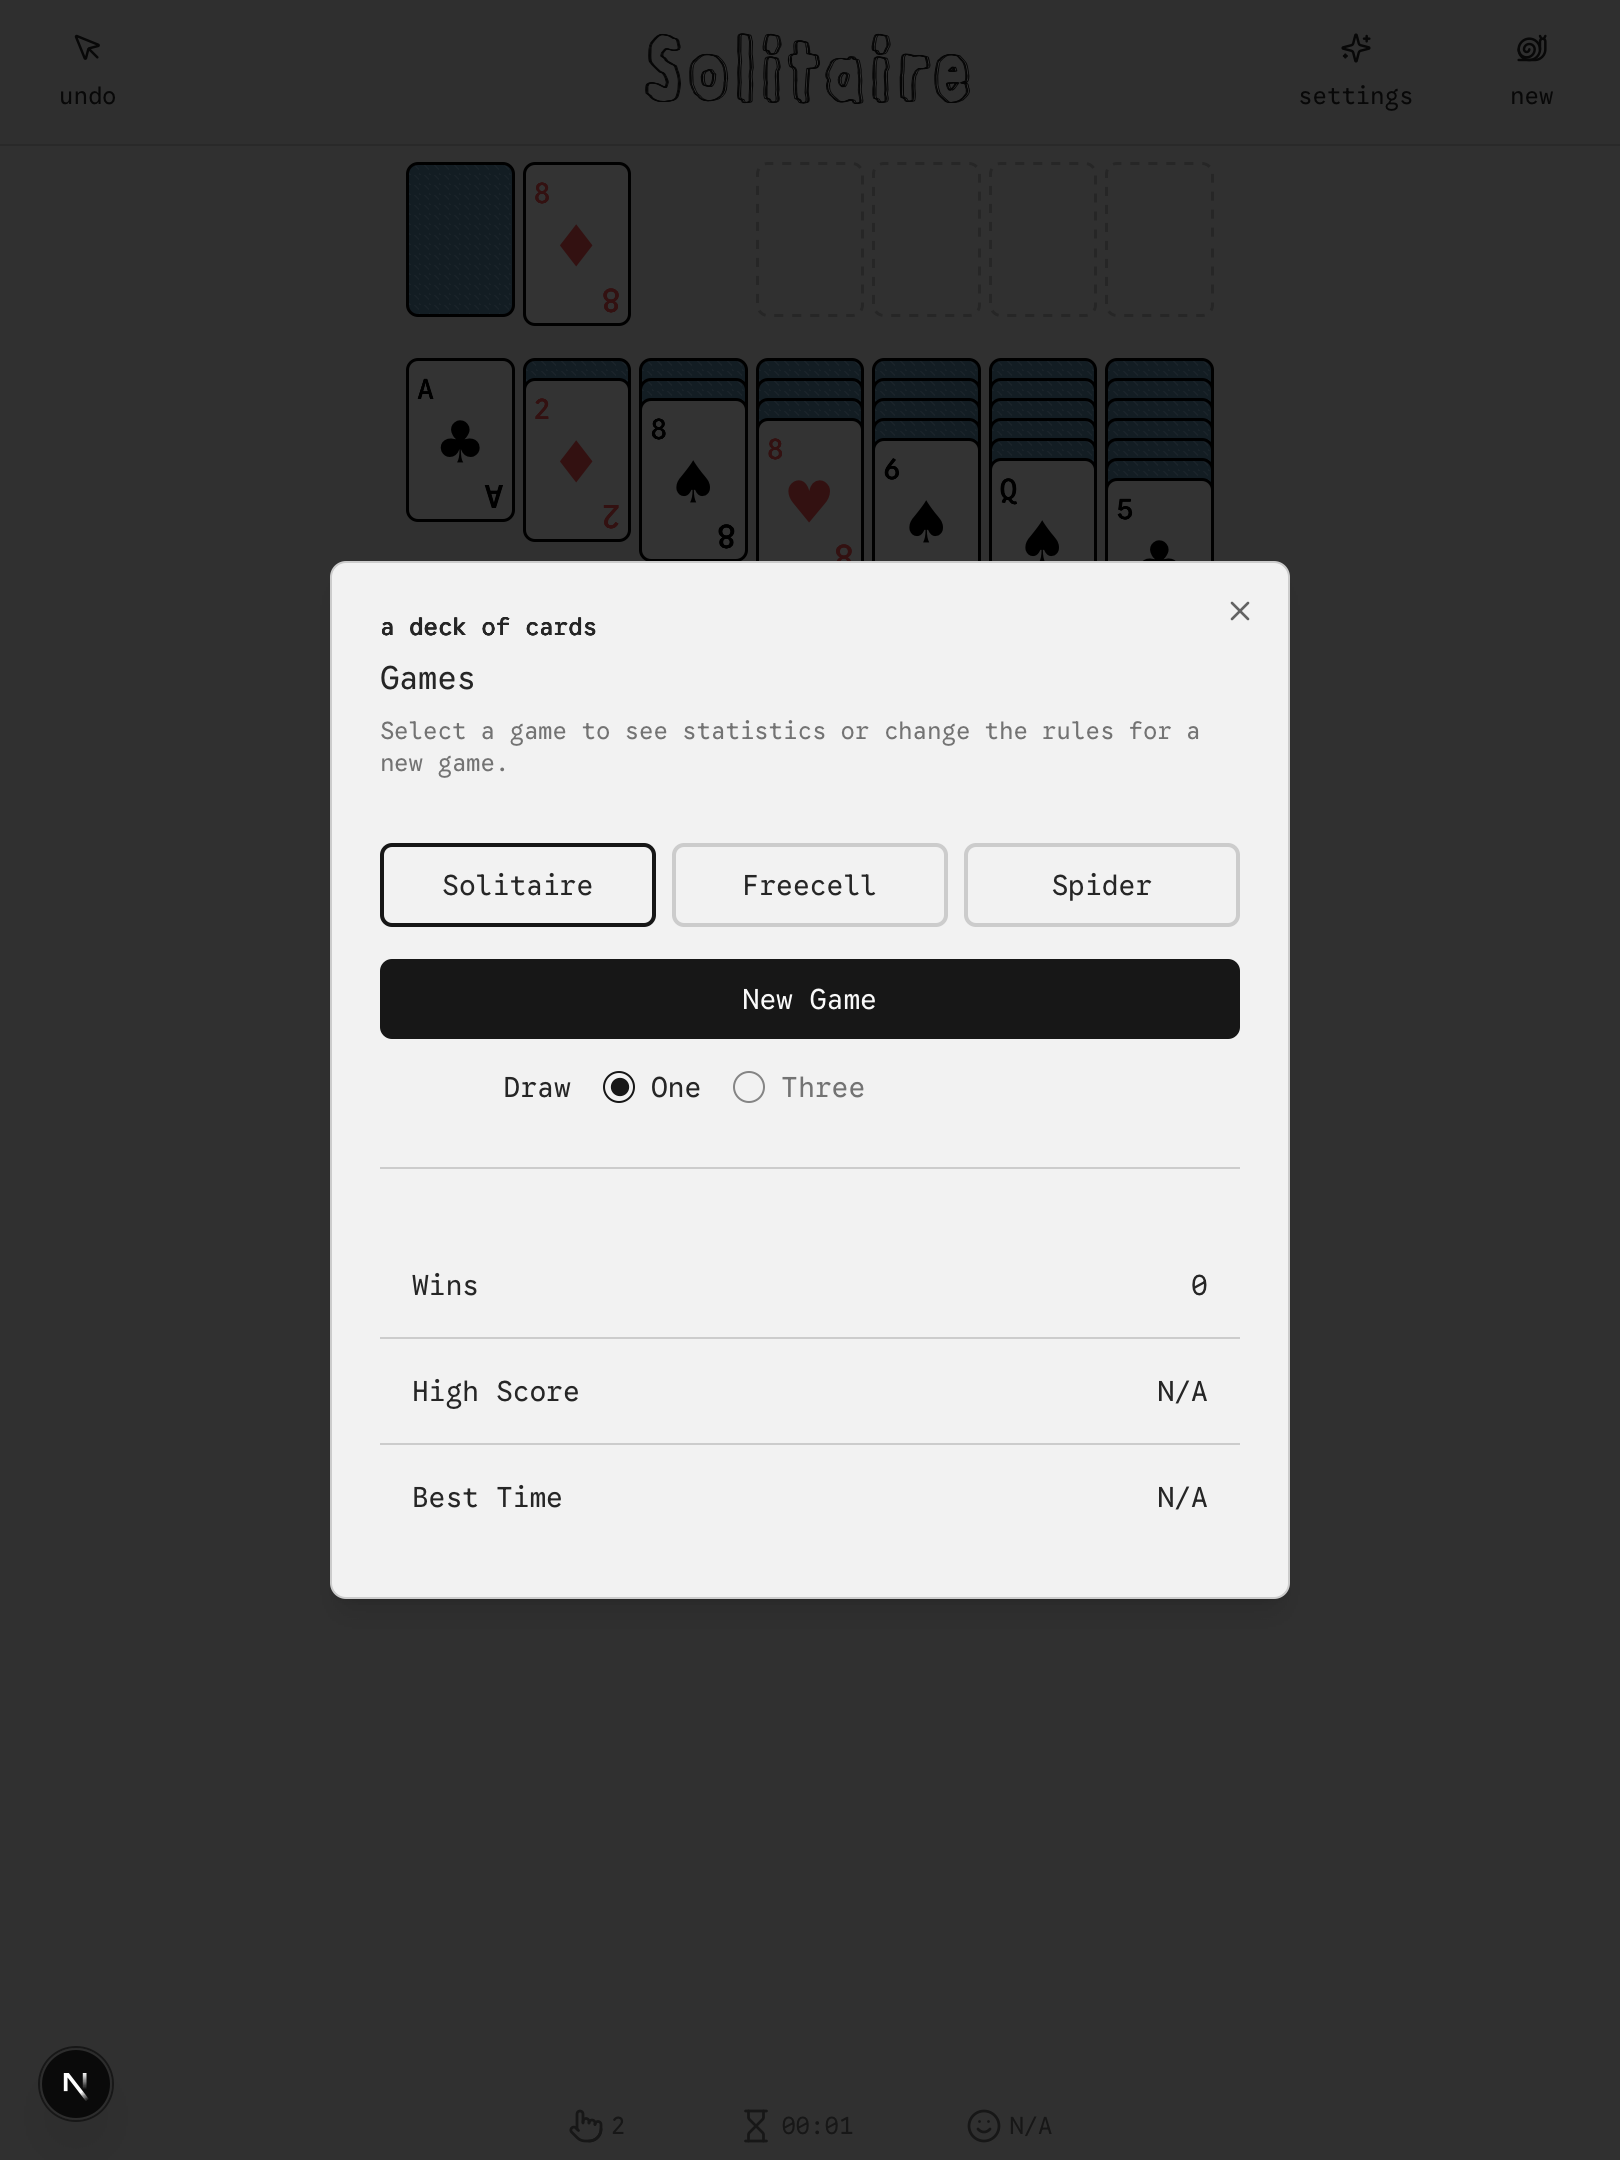 undo
Solitaire
settings
new
8
8
A
A
2
2
8
8
8
8
6
Q
5
a deck of cards
Games
Select a game to see statistics or change the rules for a
new game.
Solitaire
Freecell
Spider
New Game
Draw One Three
Wins 0
High Score N/A
Best Time N/A
N
2
00:01
N/A